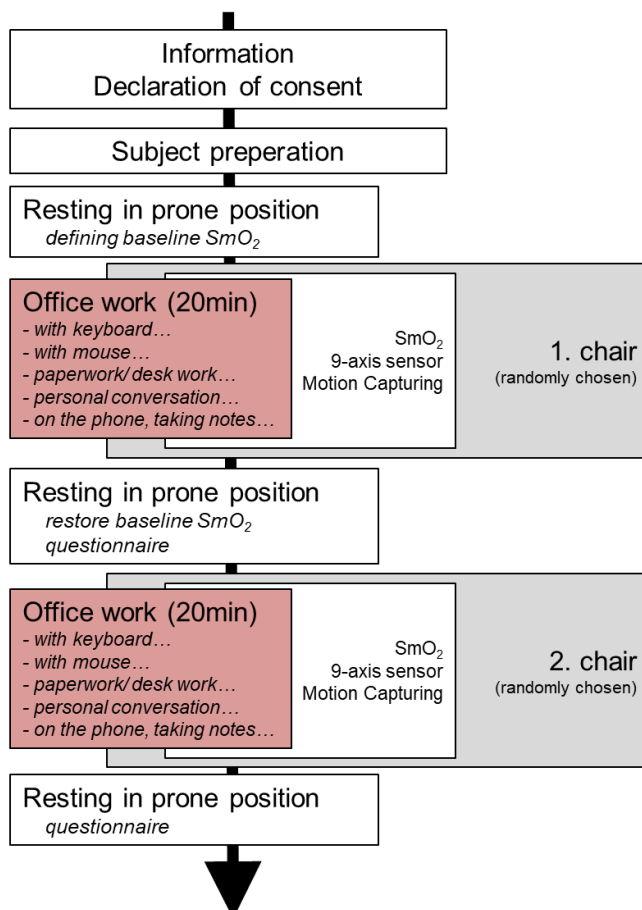 Information
Declaration of consent
Subject preperation
Resting in prone position
defining baseline SmO₂
Office work (20min)
- with keyboard…
- with mouse…
- paperwork/ desk work…
- personal conversation…
- on the phone, taking notes…
SmO₂
9-axis sensor
Motion Capturing
1. chair
(randomly chosen)
Resting in prone position
restore baseline SmO₂
questionnaire
Office work (20min)
- with keyboard…
- with mouse…
- paperwork/ desk work…
- personal conversation…
- on the phone, taking notes…
SmO₂
9-axis sensor
Motion Capturing
2. chair
(randomly chosen)
Resting in prone position
questionnaire